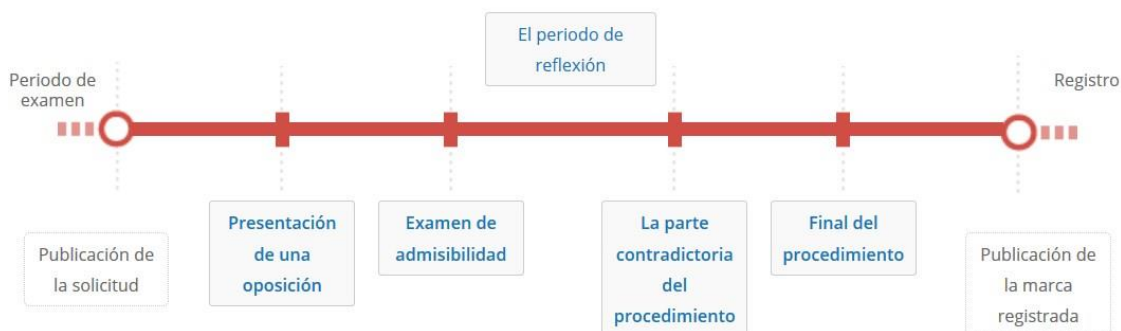 El periodo de
reflexión
Periodo de
examen
Registro
Publicación de
la solicitud
Presentación
de una
oposición
Examen de
admisibilidad
La parte
contradictoria
del
procedimiento
Final del
procedimiento
Publicación de
la marca
registrada